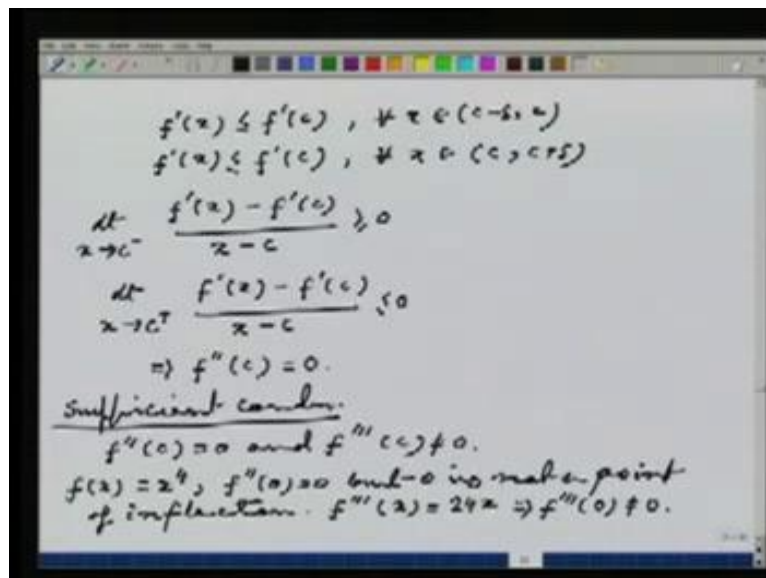 f'(x) ≤ f'(c), ∀ x ∈ (c-δ, c)
f'(x) ≤ f'(c), ∀ x ∈ (c, c+δ)
lt x→c⁻ (f'(x) - f'(c))/(x - c) ≥ 0
lt x→c⁺ (f'(x) - f'(c))/(x - c) ≤ 0
⇒ f''(c) = 0.
Sufficient condn.
f''(c) = 0 and f'''(c) ≠ 0.
f(x) = x⁴, f''(0) = 0 but 0 is not a point
of inflection. f'''(x) = 24x ⇒ f'''(0) ≠ 0.